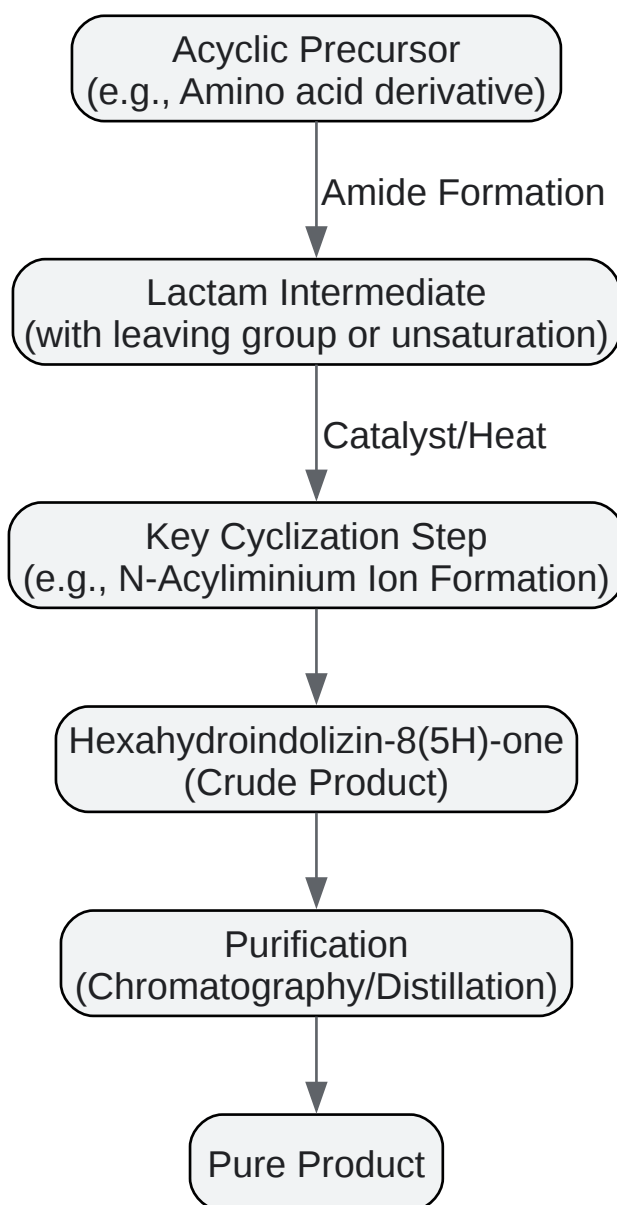 Acyclic Precursor
(e.g., Amino acid derivative)
Amide Formation
Lactam Intermediate
(with leaving group or unsaturation)
Catalyst/Heat
Key Cyclization Step
(e.g., N-Acyliminium Ion Formation)
Hexahydroindolizin-8(5H)-one
(Crude Product)
Purification
(Chromatography/Distillation)
Pure Product